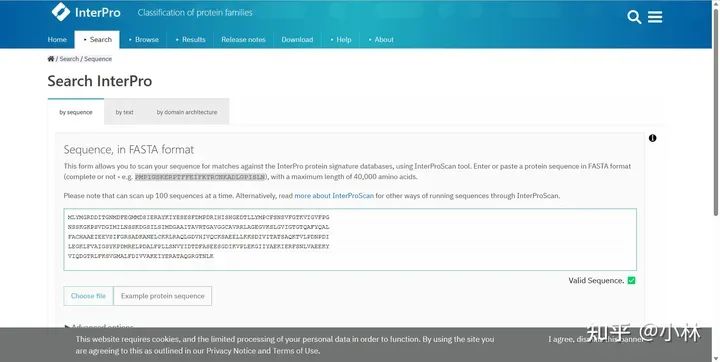 InterPro
Classification of protein families
Home
Search
Browse
Results
Release notes
Download
Help
About
/ Search / Sequence
Search InterPro
by sequence
by text
by domain architecture
Sequence, in FASTA format
This form allows you to scan your sequence for matches against the InterPro protein signature databases, using InterProScan tool. Enter or paste a protein sequence in FASTA format
(complete or not - e.g. PMPIGSKERPTFFEIFKTRCNKADLGPISLN), with a maximum length of 40,000 amino acids.
Please note that can scan up 100 sequences at a time. Alternatively, read more about InterProScan for other ways of running sequences through InterProScan.
Valid Sequence.
Choose file
Example protein sequence
Advanced options
This website requires cookies, and the limited processing of your personal data in order to function. By using the site you
are agreeing to this as outlined in our Privacy Notice and Terms of Use.
I agree, dismiss this banner
知乎 @小林